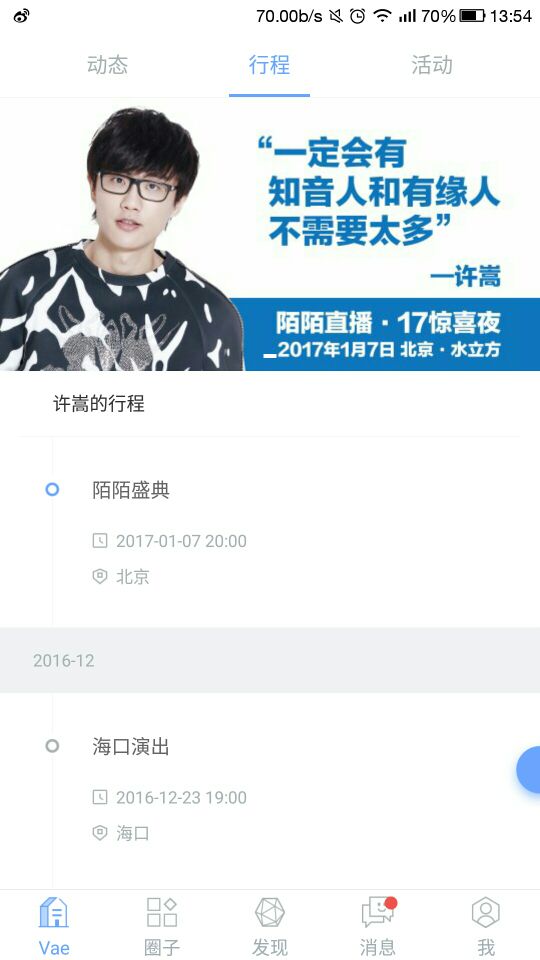 70.00b/s 70% 13:54
动态 行程 活动
“一定会有
知音人和有缘人
不需要太多”
—许嵩
陌陌直播·17惊喜夜
2017年1月7日 北京·水立方
许嵩的行程
陌陌盛典
2017-01-07 20:00
北京
2016-12
海口演出
2016-12-23 19:00
海口
Vae 圈子 发现 消息 我